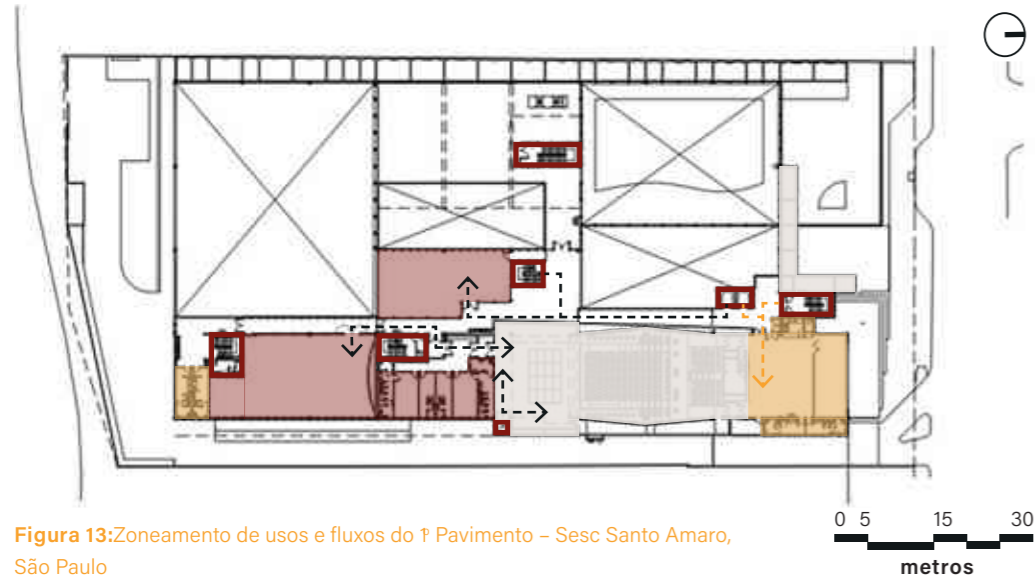 Figura 13:Zoneamento de usos e fluxos do 1º Pavimento – Sesc Santo Amaro,
São Paulo
0 5 15 30
metros